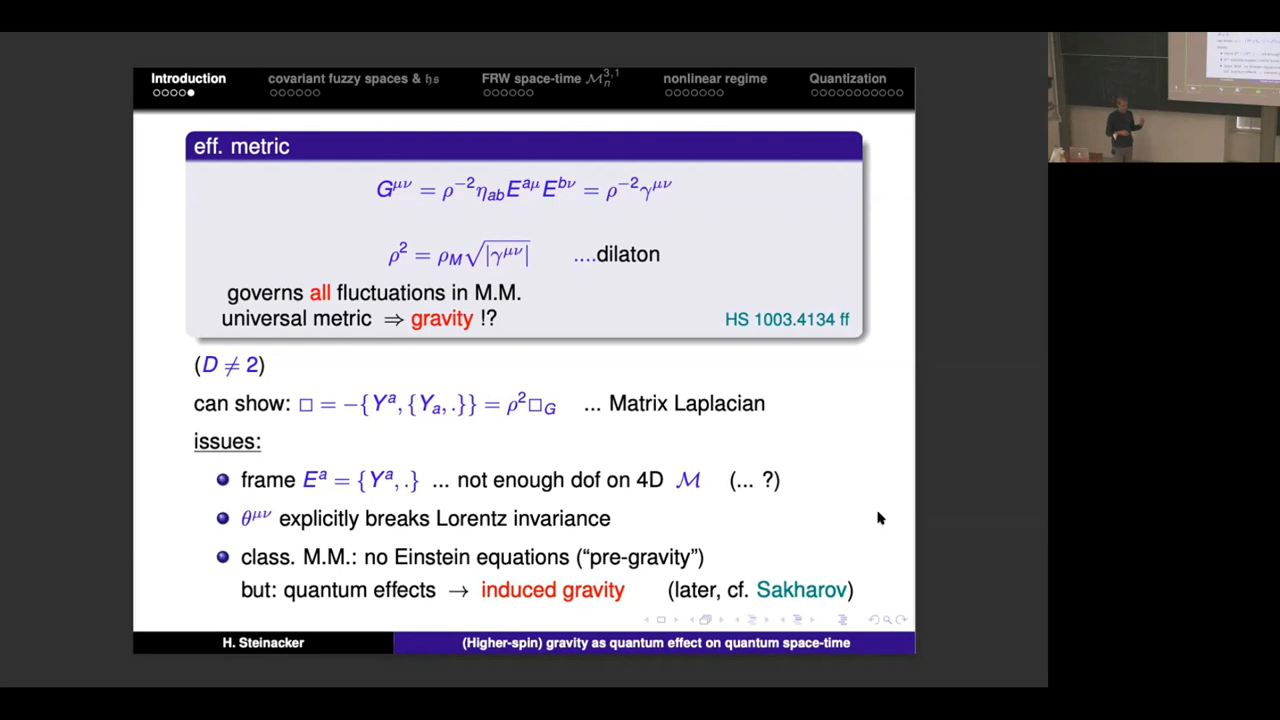 Introduction covariant fuzzy spaces & 𝔥𝔰 FRW space-time ℳₙ³,¹ nonlinear regime Quantization
eff. metric
G^{μν} = ρ^{−2}η_{ab}E^{aμ}E^{bν} = ρ^{−2}γ^{μν}
ρ² = ρ_M√|γ^{μν}| ....dilaton
governs all fluctuations in M.M.
universal metric ⇒ gravity !? HS 1003.4134 ff
(D ≠ 2)
can show: □ = −{Y^a, {Y_a, .}} = ρ²□_G ... Matrix Laplacian
issues:
frame E^a = {Y^a, .} ... not enough dof on 4D ℳ (... ?)
θ^{μν} explicitly breaks Lorentz invariance
class. M.M.: no Einstein equations (“pre-gravity”)
but: quantum effects → induced gravity (later, cf. Sakharov)
H. Steinacker (Higher-spin) gravity as quantum effect on quantum space-time